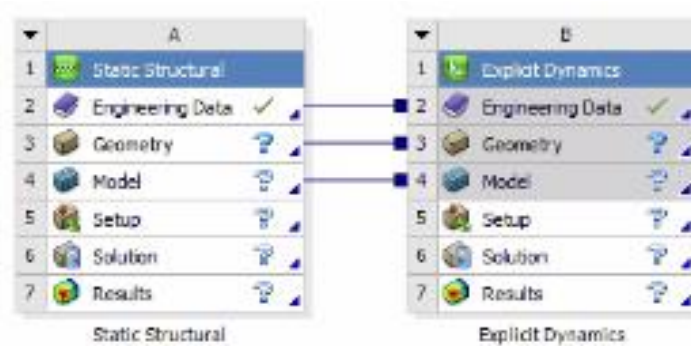 A
1 Static Structural
2 Engineering Data
3 Geometry
4 Model
5 Setup
6 Solution
7 Results
Static Structural
B
1 Explicit Dynamics
2 Engineering Data
3 Geometry
4 Model
5 Setup
6 Solution
7 Results
Explicit Dynamics